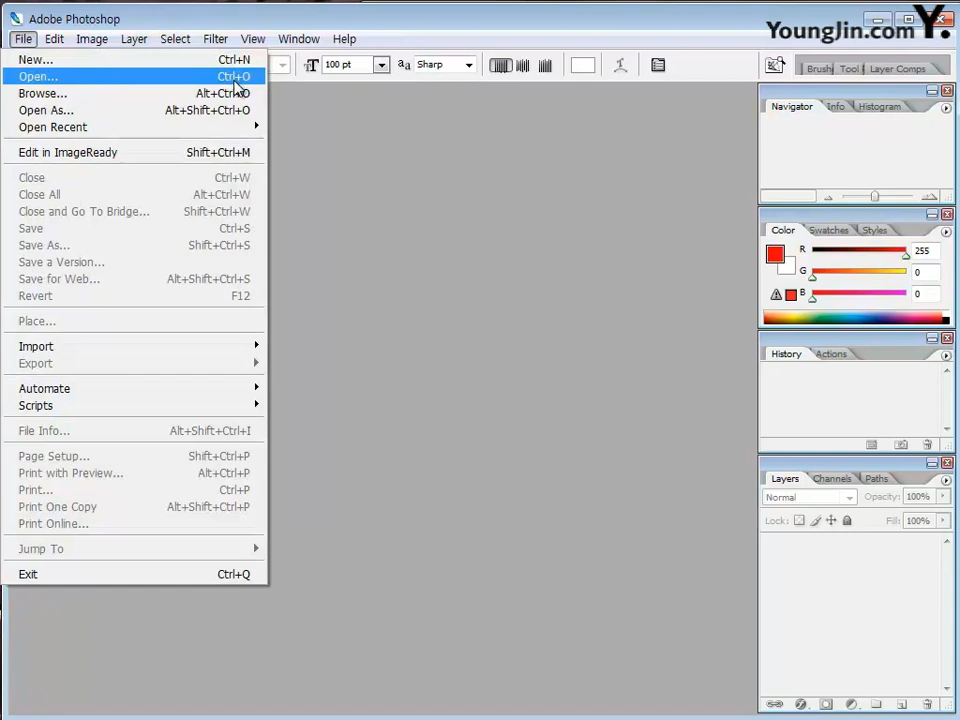 Adobe Photoshop
YoungJin.com Y.
File Edit Image Layer Select Filter View Window Help
New... Ctrl+N
Open... Ctrl+O
Browse... Alt+Ctrl+O
Open As... Alt+Shift+Ctrl+O
Open Recent
Edit in ImageReady Shift+Ctrl+M
Close Ctrl+W
Close All Alt+Ctrl+W
Close and Go To Bridge... Shift+Ctrl+W
Save Ctrl+S
Save As... Shift+Ctrl+S
Save a Version...
Save for Web... Alt+Shift+Ctrl+S
Revert F12
Place...
Import
Export
Automate
Scripts
File Info... Alt+Shift+Ctrl+I
Page Setup... Shift+Ctrl+P
Print with Preview... Alt+Ctrl+P
Print... Ctrl+P
Print One Copy Alt+Shift+Ctrl+P
Print Online...
Jump To
Exit Ctrl+Q
T 100 pt aa Sharp
Brush Tool Layer Comps
Navigator Info Histogram
Color Swatches Styles
R 255
G 0
B 0
History Actions
Layers Channels Paths
Normal Opacity: 100%
Lock: Fill: 100%